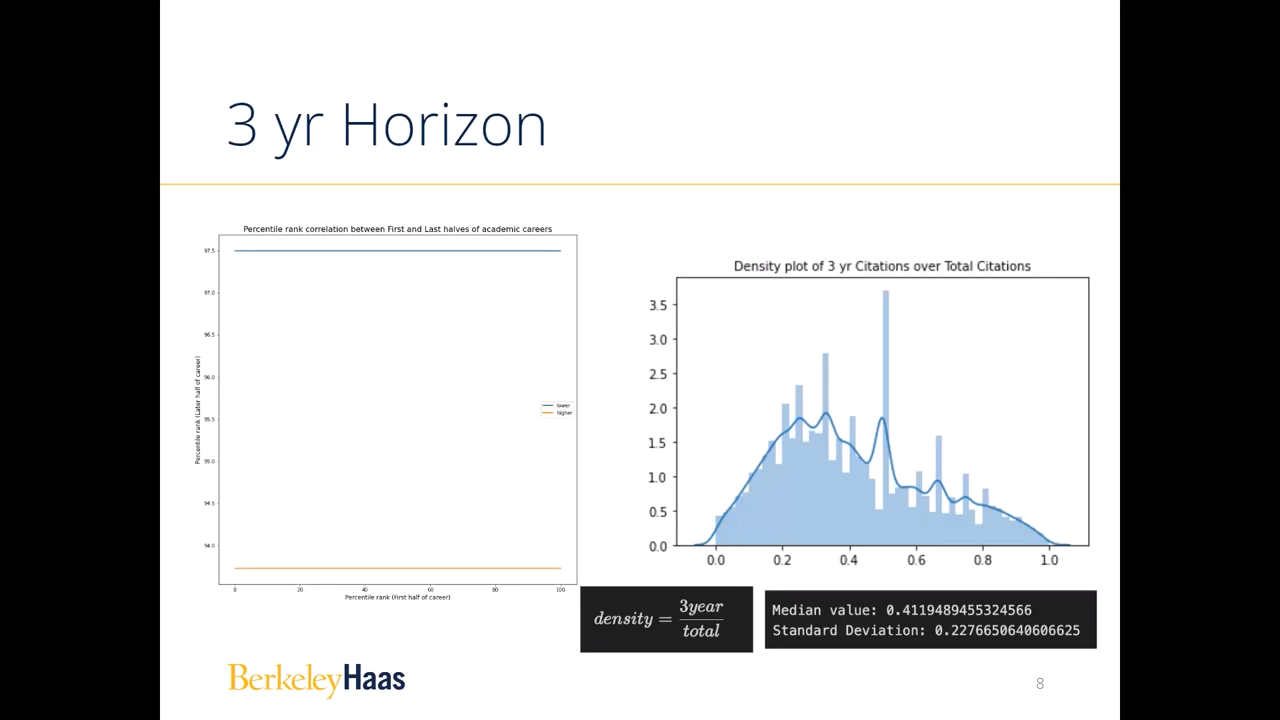 3 yr Horizon
Percentile rank correlation between First and Last halves of academic careers
97.5
97.0
96.5
96.0
95.5
95.0
94.5
94.0
Percentile rank (Later half of career)
lower
higher
0 20 40 60 80 100
Percentile rank (First half of career)
Density plot of 3 yr Citations over Total Citations
3.5
3.0
2.5
2.0
1.5
1.0
0.5
0.0
0.0 0.2 0.4 0.6 0.8 1.0
density = 3year
total
Median value: 0.4119489455324566
Standard Deviation: 0.2276650640606625
BerkeleyHaas
8